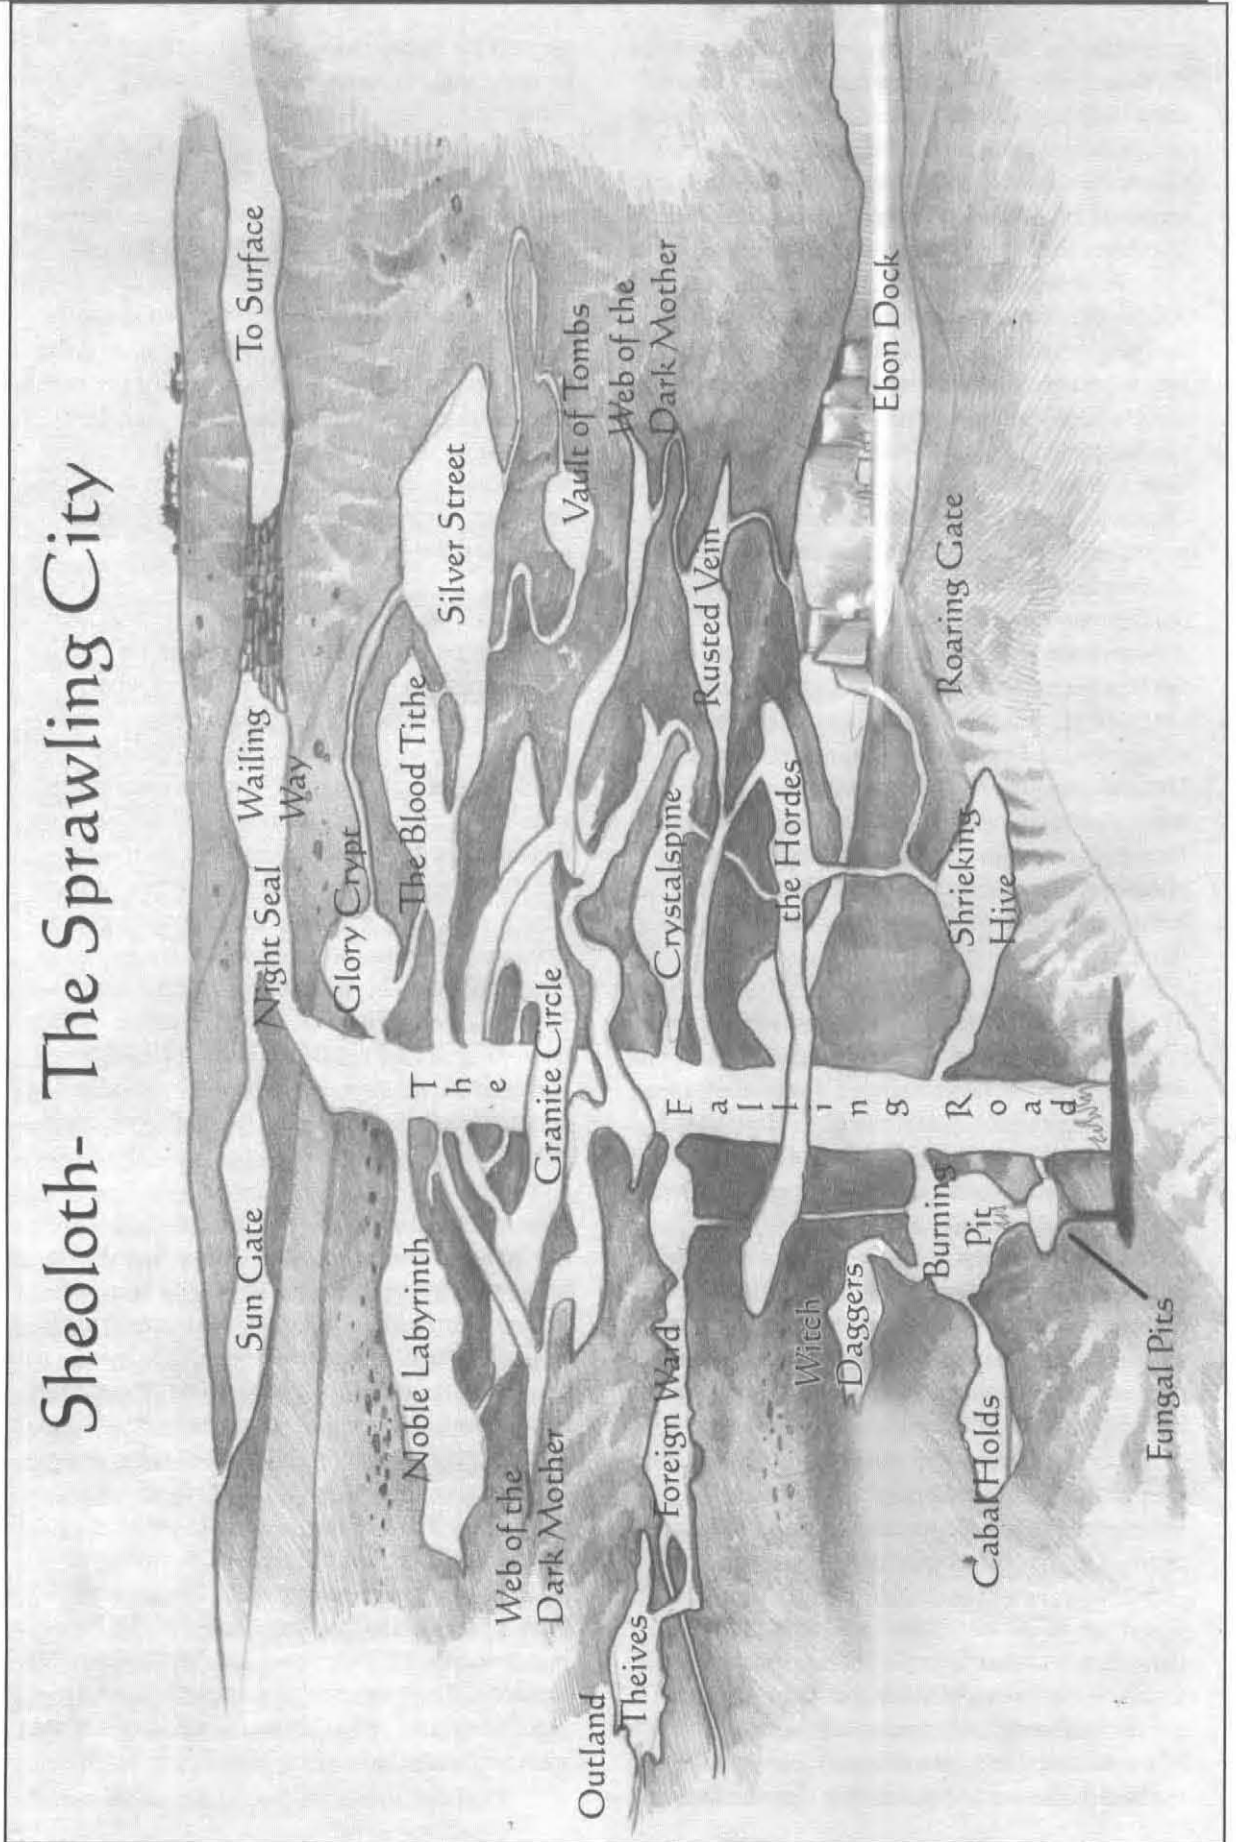 Sheoloth- The Sprawling City
Sun Gate
Night Seal
Wailing
Way
To Surface
Noble Labyrinth
Glory Crypt
The Blood Tithe
Silver Street
The
Granite Circle
Web of the
Dark Mother
Vault of Tombs
Web of the
Dark Mother
Outland
Theives
Foreign Ward
Falling Road
Crystalspine
Rusted Vein
the Hordes
Ebon Dock
Roaring Gate
Witch
Daggers
Burning
Pit
Shrieking
Hive
Cabal Holds
Fungal Pits